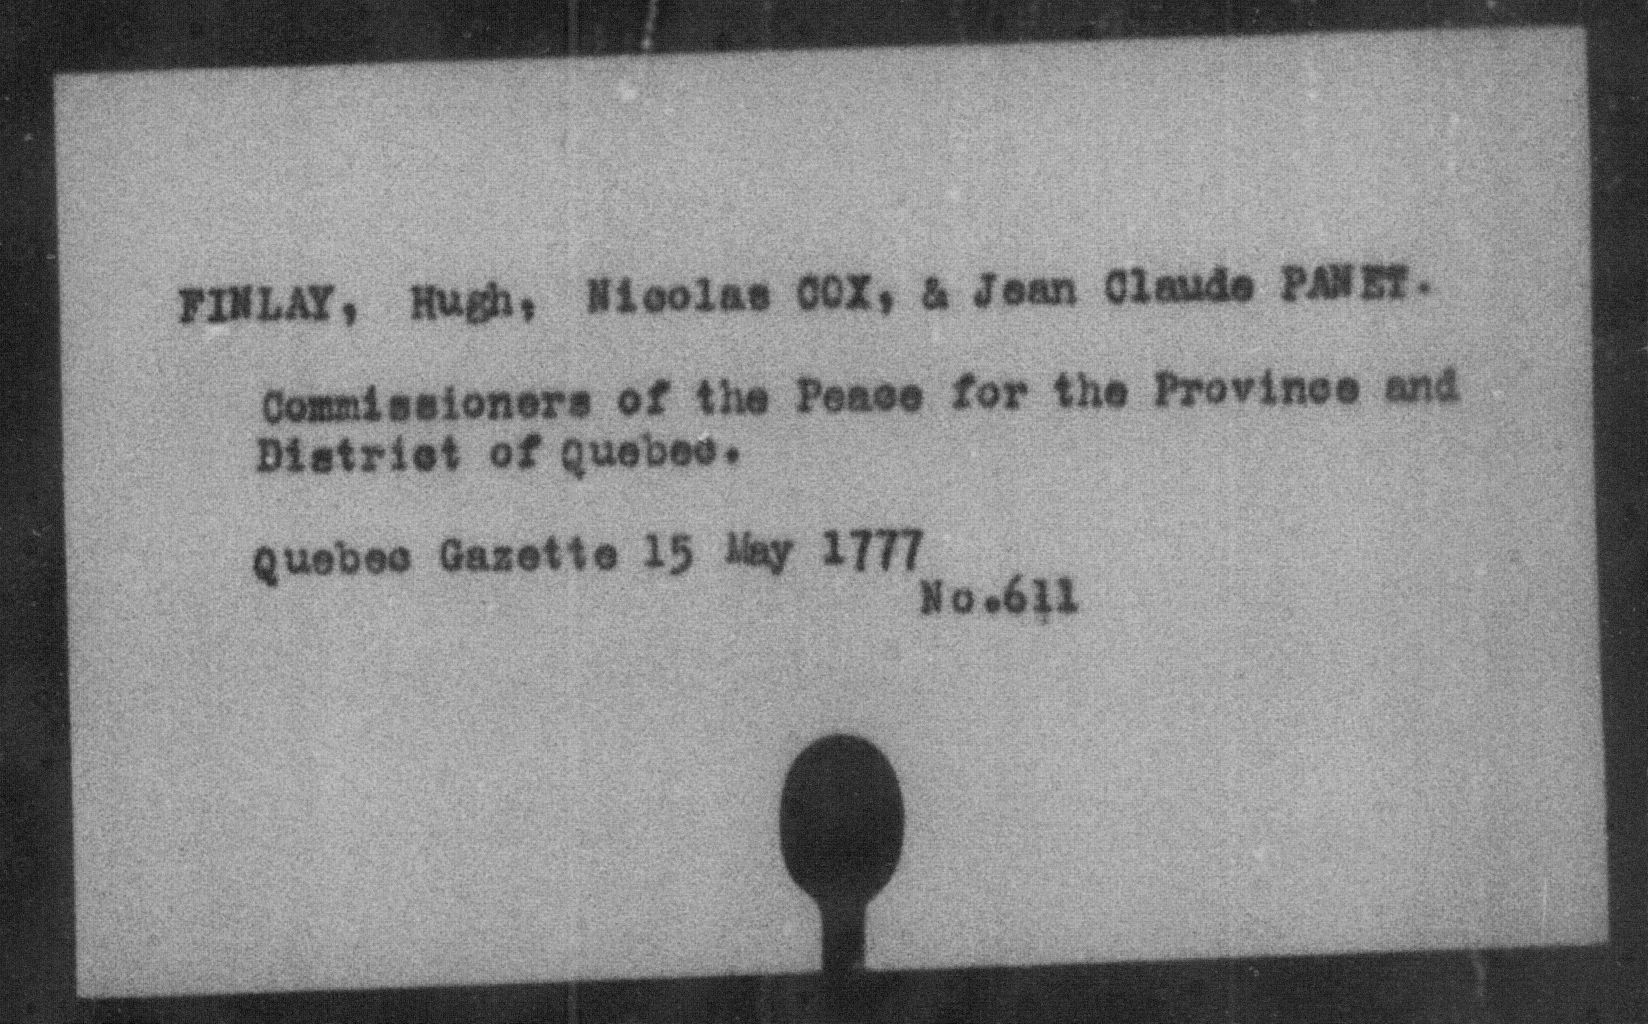 FINLAY, Hugh, Nicolas COX, & Jean Claude PANET.
Commissioners of the Peace for the Province and
District of Quebec.
Quebec Gazette 15 May 1777
No.611